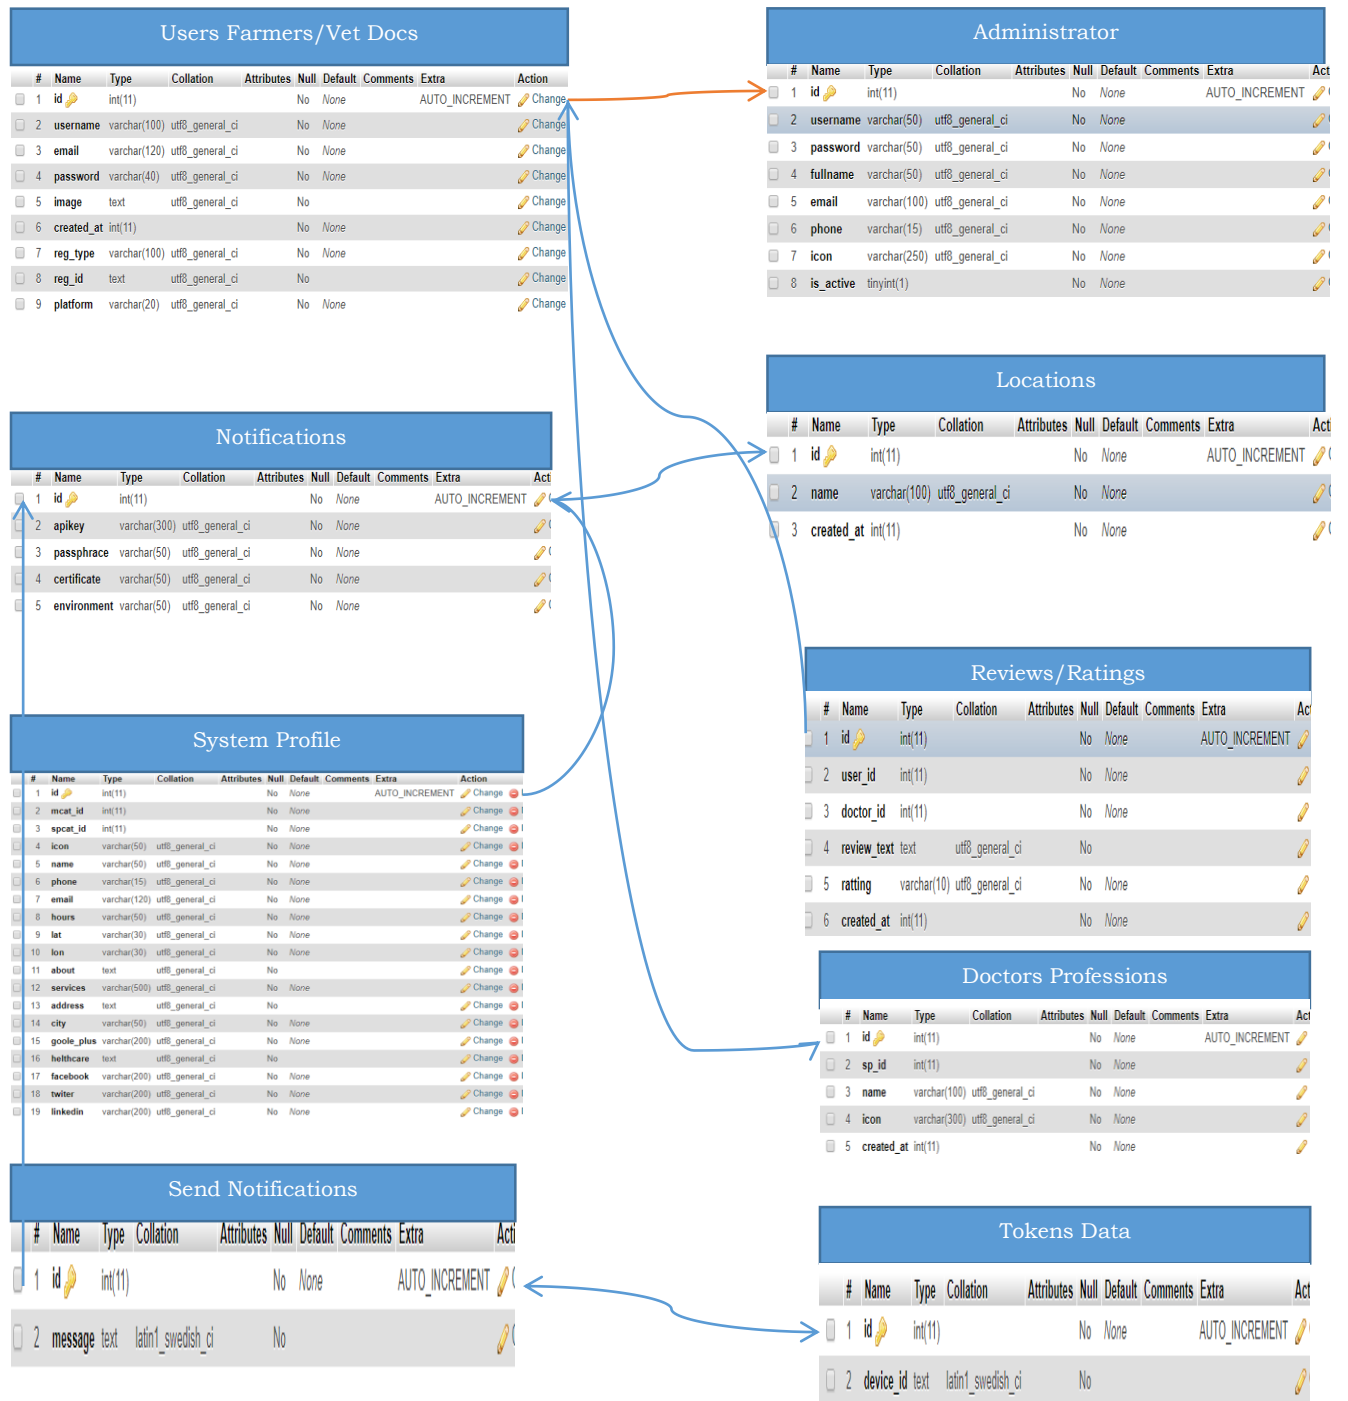 Users Farmers/Vet Docs
# Name Type Collation Attributes Null Default Comments Extra Action
1 id int(11) No None AUTO_INCREMENT Change
2 username varchar(100) utf8_general_ci No None Change
3 email varchar(120) utf8_general_ci No None Change
4 password varchar(40) utf8_general_ci No None Change
5 image text utf8_general_ci No Change
6 created_at int(11) No None Change
7 reg_type varchar(100) utf8_general_ci No None Change
8 reg_id text utf8_general_ci No Change
9 platform varchar(20) utf8_general_ci No None Change
Administrator
# Name Type Collation Attributes Null Default Comments Extra Act
1 id int(11) No None AUTO_INCREMENT
2 username varchar(50) utf8_general_ci No None
3 password varchar(50) utf8_general_ci No None
4 fullname varchar(50) utf8_general_ci No None
5 email varchar(100) utf8_general_ci No None
6 phone varchar(15) utf8_general_ci No None
7 icon varchar(250) utf8_general_ci No None
8 is_active tinyint(1) No None
Locations
# Name Type Collation Attributes Null Default Comments Extra Acti
1 id int(11) No None AUTO_INCREMENT
2 name varchar(100) utf8_general_ci No None
3 created_at int(11) No None
Notifications
# Name Type Collation Attributes Null Default Comments Extra Acti
1 id int(11) No None AUTO_INCREMENT
2 apikey varchar(300) utf8_general_ci No None
3 passphrace varchar(50) utf8_general_ci No None
4 certificate varchar(50) utf8_general_ci No None
5 environment varchar(50) utf8_general_ci No None
Reviews/Ratings
# Name Type Collation Attributes Null Default Comments Extra Ac
1 id int(11) No None AUTO_INCREMENT
2 user_id int(11) No None
3 doctor_id int(11) No None
4 review_text text utf8_general_ci No
5 ratting varchar(10) utf8_general_ci No None
6 created_at int(11) No None
System Profile
# Name Type Collation Attributes Null Default Comments Extra Action
1 id int(11) No None AUTO_INCREMENT Change
2 mcat_id int(11) No None Change
3 spcat_id int(11) No None Change
4 icon varchar(50) utf8_general_ci No None Change
5 name varchar(50) utf8_general_ci No None Change
6 phone varchar(15) utf8_general_ci No None Change
7 email varchar(120) utf8_general_ci No None Change
8 hours varchar(50) utf8_general_ci No None Change
9 lat varchar(30) utf8_general_ci No None Change
10 lon varchar(30) utf8_general_ci No None Change
11 about text utf8_general_ci No Change
12 services varchar(500) utf8_general_ci No None Change
13 address text utf8_general_ci No Change
14 city varchar(50) utf8_general_ci No None Change
15 goole_plus varchar(200) utf8_general_ci No None Change
16 helthcare text utf8_general_ci No Change
17 facebook varchar(200) utf8_general_ci No None Change
18 twiter varchar(200) utf8_general_ci No None Change
19 linkedin varchar(200) utf8_general_ci No None Change
Doctors Professions
# Name Type Collation Attributes Null Default Comments Extra Act
1 id int(11) No None AUTO_INCREMENT
2 sp_id int(11) No None
3 name varchar(100) utf8_general_ci No None
4 icon varchar(300) utf8_general_ci No None
5 created_at int(11) No None
Send Notifications
# Name Type Collation Attributes Null Default Comments Extra Acti
1 id int(11) No None AUTO_INCREMENT
2 message text latin1_swedish_ci No
Tokens Data
# Name Type Collation Attributes Null Default Comments Extra Act
1 id int(11) No None AUTO_INCREMENT
2 device_id text latin1_swedish_ci No